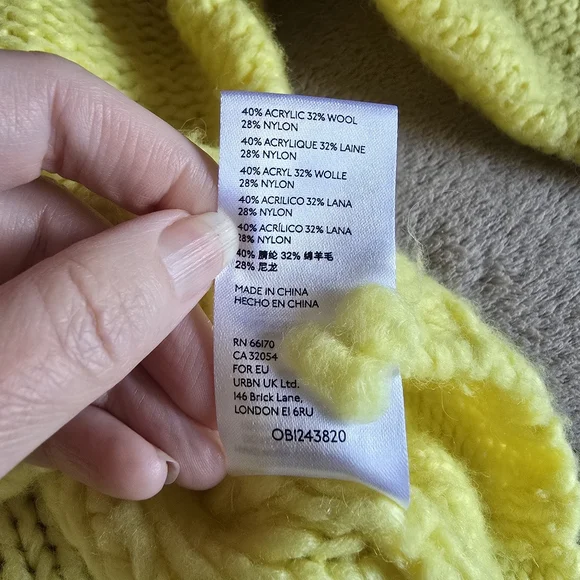 40% ACRYLIC 32% WOOL
28% NYLON
40% ACRYLIQUE 32% LAINE
28% NYLON
40% ACRYL 32% WOLLE
28% NYLON
40% ACRILICO 32% LANA
28% NYLON
40% ACRÍLICO 32% LANA
28% NYLON
40% 腈纶 32% 绵羊毛
28% 尼龙
MADE IN CHINA
HECHO EN CHINA
RN 66170
CA 32054
FOR EU
URBN UK Ltd.
146 Brick Lane,
LONDON E1 6RU
OB1243820